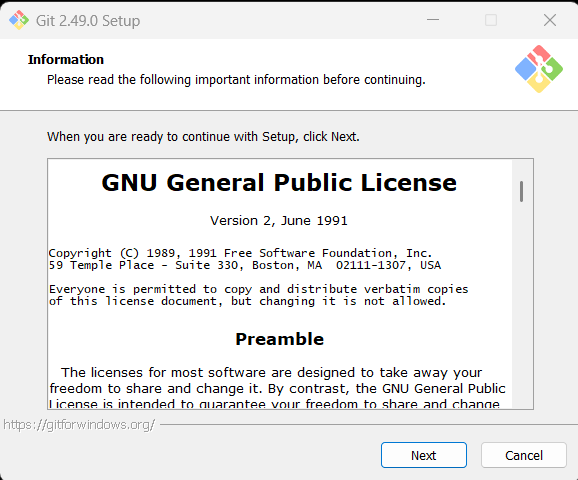 Git 2.49.0 Setup
Information
Please read the following important information before continuing.
When you are ready to continue with Setup, click Next.
GNU General Public License
Version 2, June 1991
Copyright (C) 1989, 1991 Free Software Foundation, Inc.
59 Temple Place - Suite 330, Boston, MA  02111-1307, USA
Everyone is permitted to copy and distribute verbatim copies
of this license document, but changing it is not allowed.
Preamble
The licenses for most software are designed to take away your
freedom to share and change it. By contrast, the GNU General Public
License is intended to guarantee your freedom to share and change
https://gitforwindows.org/
Next
Cancel